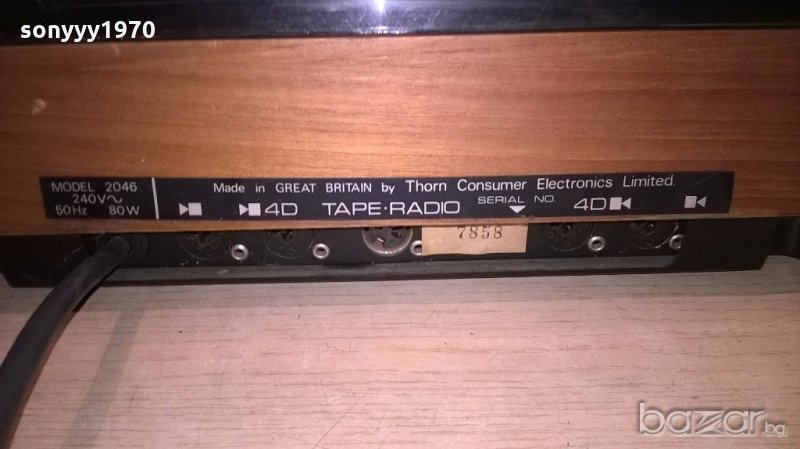 sonyyy1970
MODEL 2046
240V~
50Hz 80W
Made in GREAT BRITAIN by Thorn Consumer Electronics Limited.
4D TAPE·RADIO SERIAL NO. 4D
7858
bazar.bg